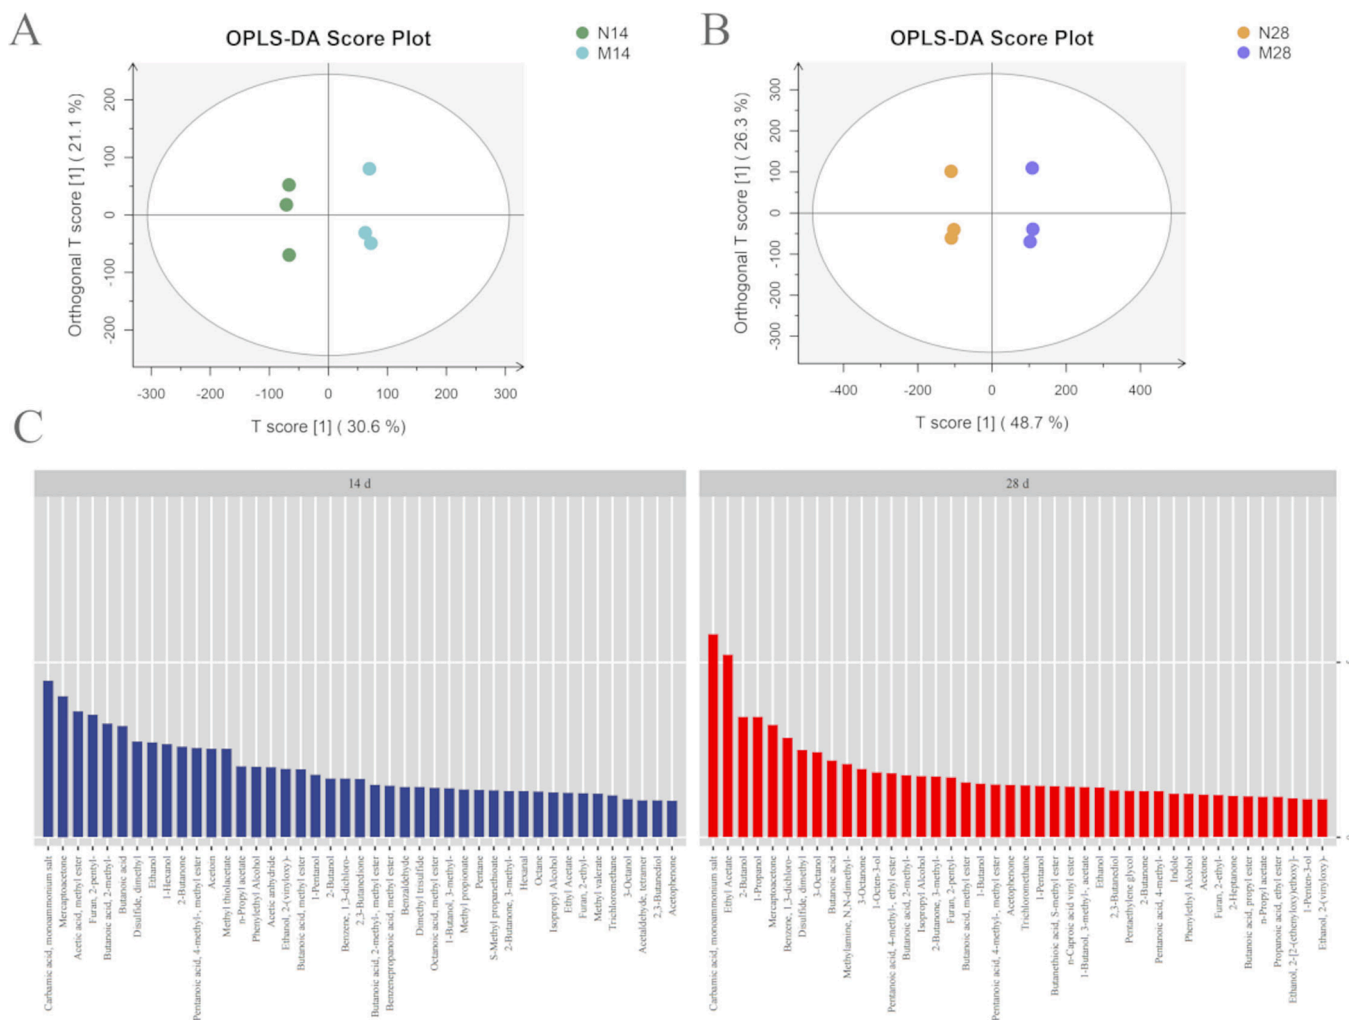 A
OPLS-DA Score Plot
N14
M14
Orthogonal T score [1] ( 21.1 %)
200
100
0
-100
-200
-300
-200
-100
0
100
200
300
T score [1] ( 30.6 %)
B
OPLS-DA Score Plot
N28
M28
Orthogonal T score [1] ( 26.3 %)
300
200
100
0
-100
-200
-300
-400
-200
0
200
400
T score [1] ( 48.7 %)
C
14 d
Carbamic acid, monoammonium salt
Mercaptoacetone
Acetic acid, methyl ester
Furan, 2-pentyl-
Butanoic acid, 2-methyl-
Butanoic acid
Disulfide, dimethyl
Ethanol
1-Hexanol
2-Butanone
Pentanoic acid, 4-methyl-, methyl ester
Acetoin
Methyl thiolacetate
n-Propyl acetate
Phenylethyl Alcohol
Acetic anhydride
Ethanol, 2-(vinyloxy)-
Butanoic acid, methyl ester
1-Pentanol
2-Butanol
Benzene, 1,3-dichloro-
2,3-Butanedione
Butanoic acid, 2-methyl-, methyl ester
Benzenepropanoic acid, methyl ester
Benzaldehyde
Dimethyl trisulfide
Octanoic acid, methyl ester
1-Butanol, 3-methyl-
Methyl propionate
Pentane
S-Methyl propanethioate
2-Butanone, 3-methyl-
Hexanal
Octane
Isopropyl Alcohol
Ethyl Acetate
Furan, 2-ethyl-
Methyl valerate
Trichloromethane
3-Octanol
Acetaldehyde, tetramer
2,3-Butanediol
Acetophenone
28 d
Carbamic acid, monoammonium salt
Ethyl Acetate
2-Butanol
1-Propanol
Mercaptoacetone
Benzene, 1,3-dichloro-
Disulfide, dimethyl
3-Octanol
Butanoic acid
Methylamine, N,N-dimethyl-
3-Octanone
1-Octen-3-ol
Pentanoic acid, 4-methyl-, ethyl ester
Butanoic acid, 2-methyl-
Isopropyl Alcohol
2-Butanone, 3-methyl-
Furan, 2-pentyl-
Butanoic acid, methyl ester
1-Butanol
Pentanoic acid, 4-methyl-, methyl ester
Acetophenone
Trichloromethane
1-Pentanol
Butanethioic acid, S-methyl ester
n-Caproic acid vinyl ester
1-Butanol, 3-methyl-, acetate
Ethanol
2,3-Butanediol
Pentaethylene glycol
2-Butanone
Pentanoic acid, 4-methyl-
Indole
Phenylethyl Alcohol
Acetone
Furan, 2-ethyl-
2-Heptanone
Butanoic acid, propyl ester
n-Propyl acetate
Propanoic acid, ethyl ester
Ethanol, 2-[2-(ethenyloxy)ethoxy]-
1-Penten-3-ol
Ethanol, 2-(vinyloxy)-